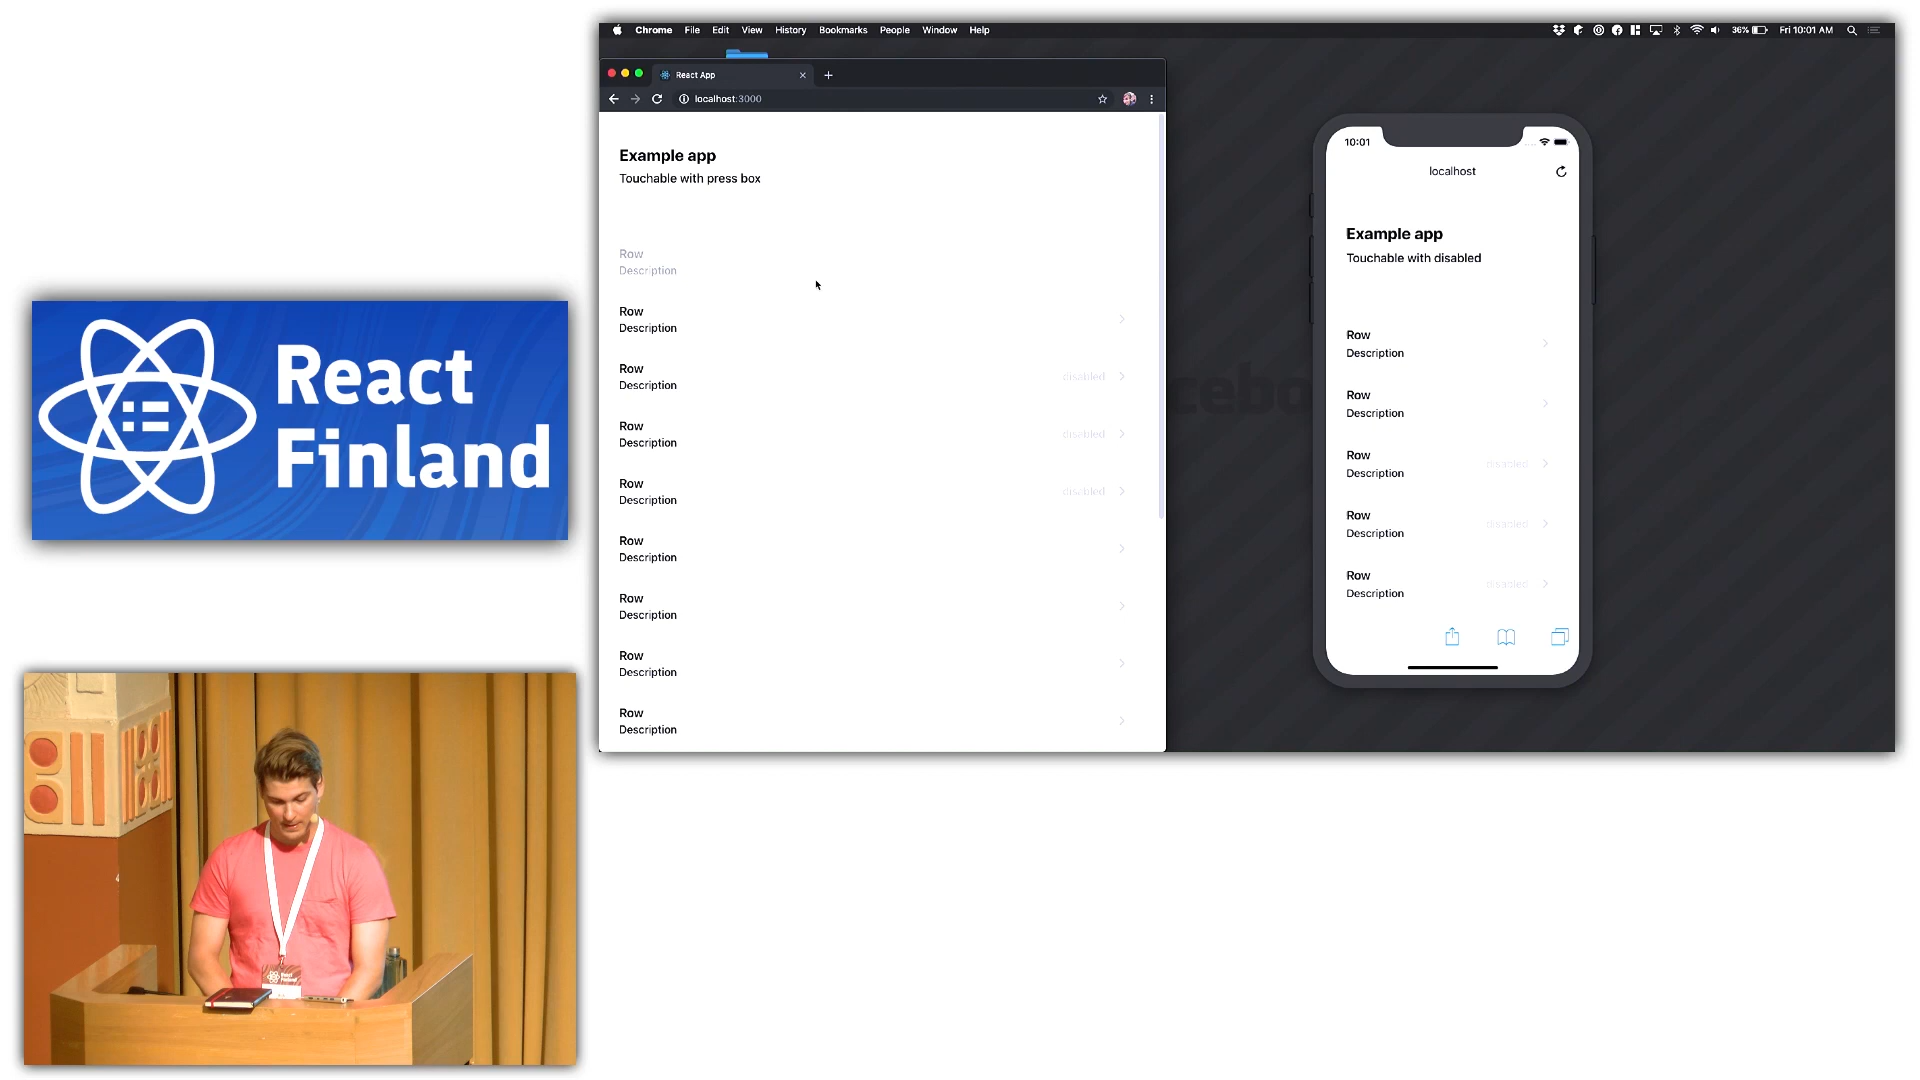 React
Finland
Chrome File Edit View History Bookmarks People Window Help
36% Fri 10:01 AM
React App
localhost:3000
Example app
Touchable with press box
Row
Description
Row
Description
Row
Description
disabled
Row
Description
disabled
Row
Description
disabled
Row
Description
Row
Description
Row
Description
Row
Description
cebo
10:01
localhost
Example app
Touchable with disabled
Row
Description
Row
Description
Row
Description
disabled
Row
Description
disabled
Row
Description
disabled
React
Finland